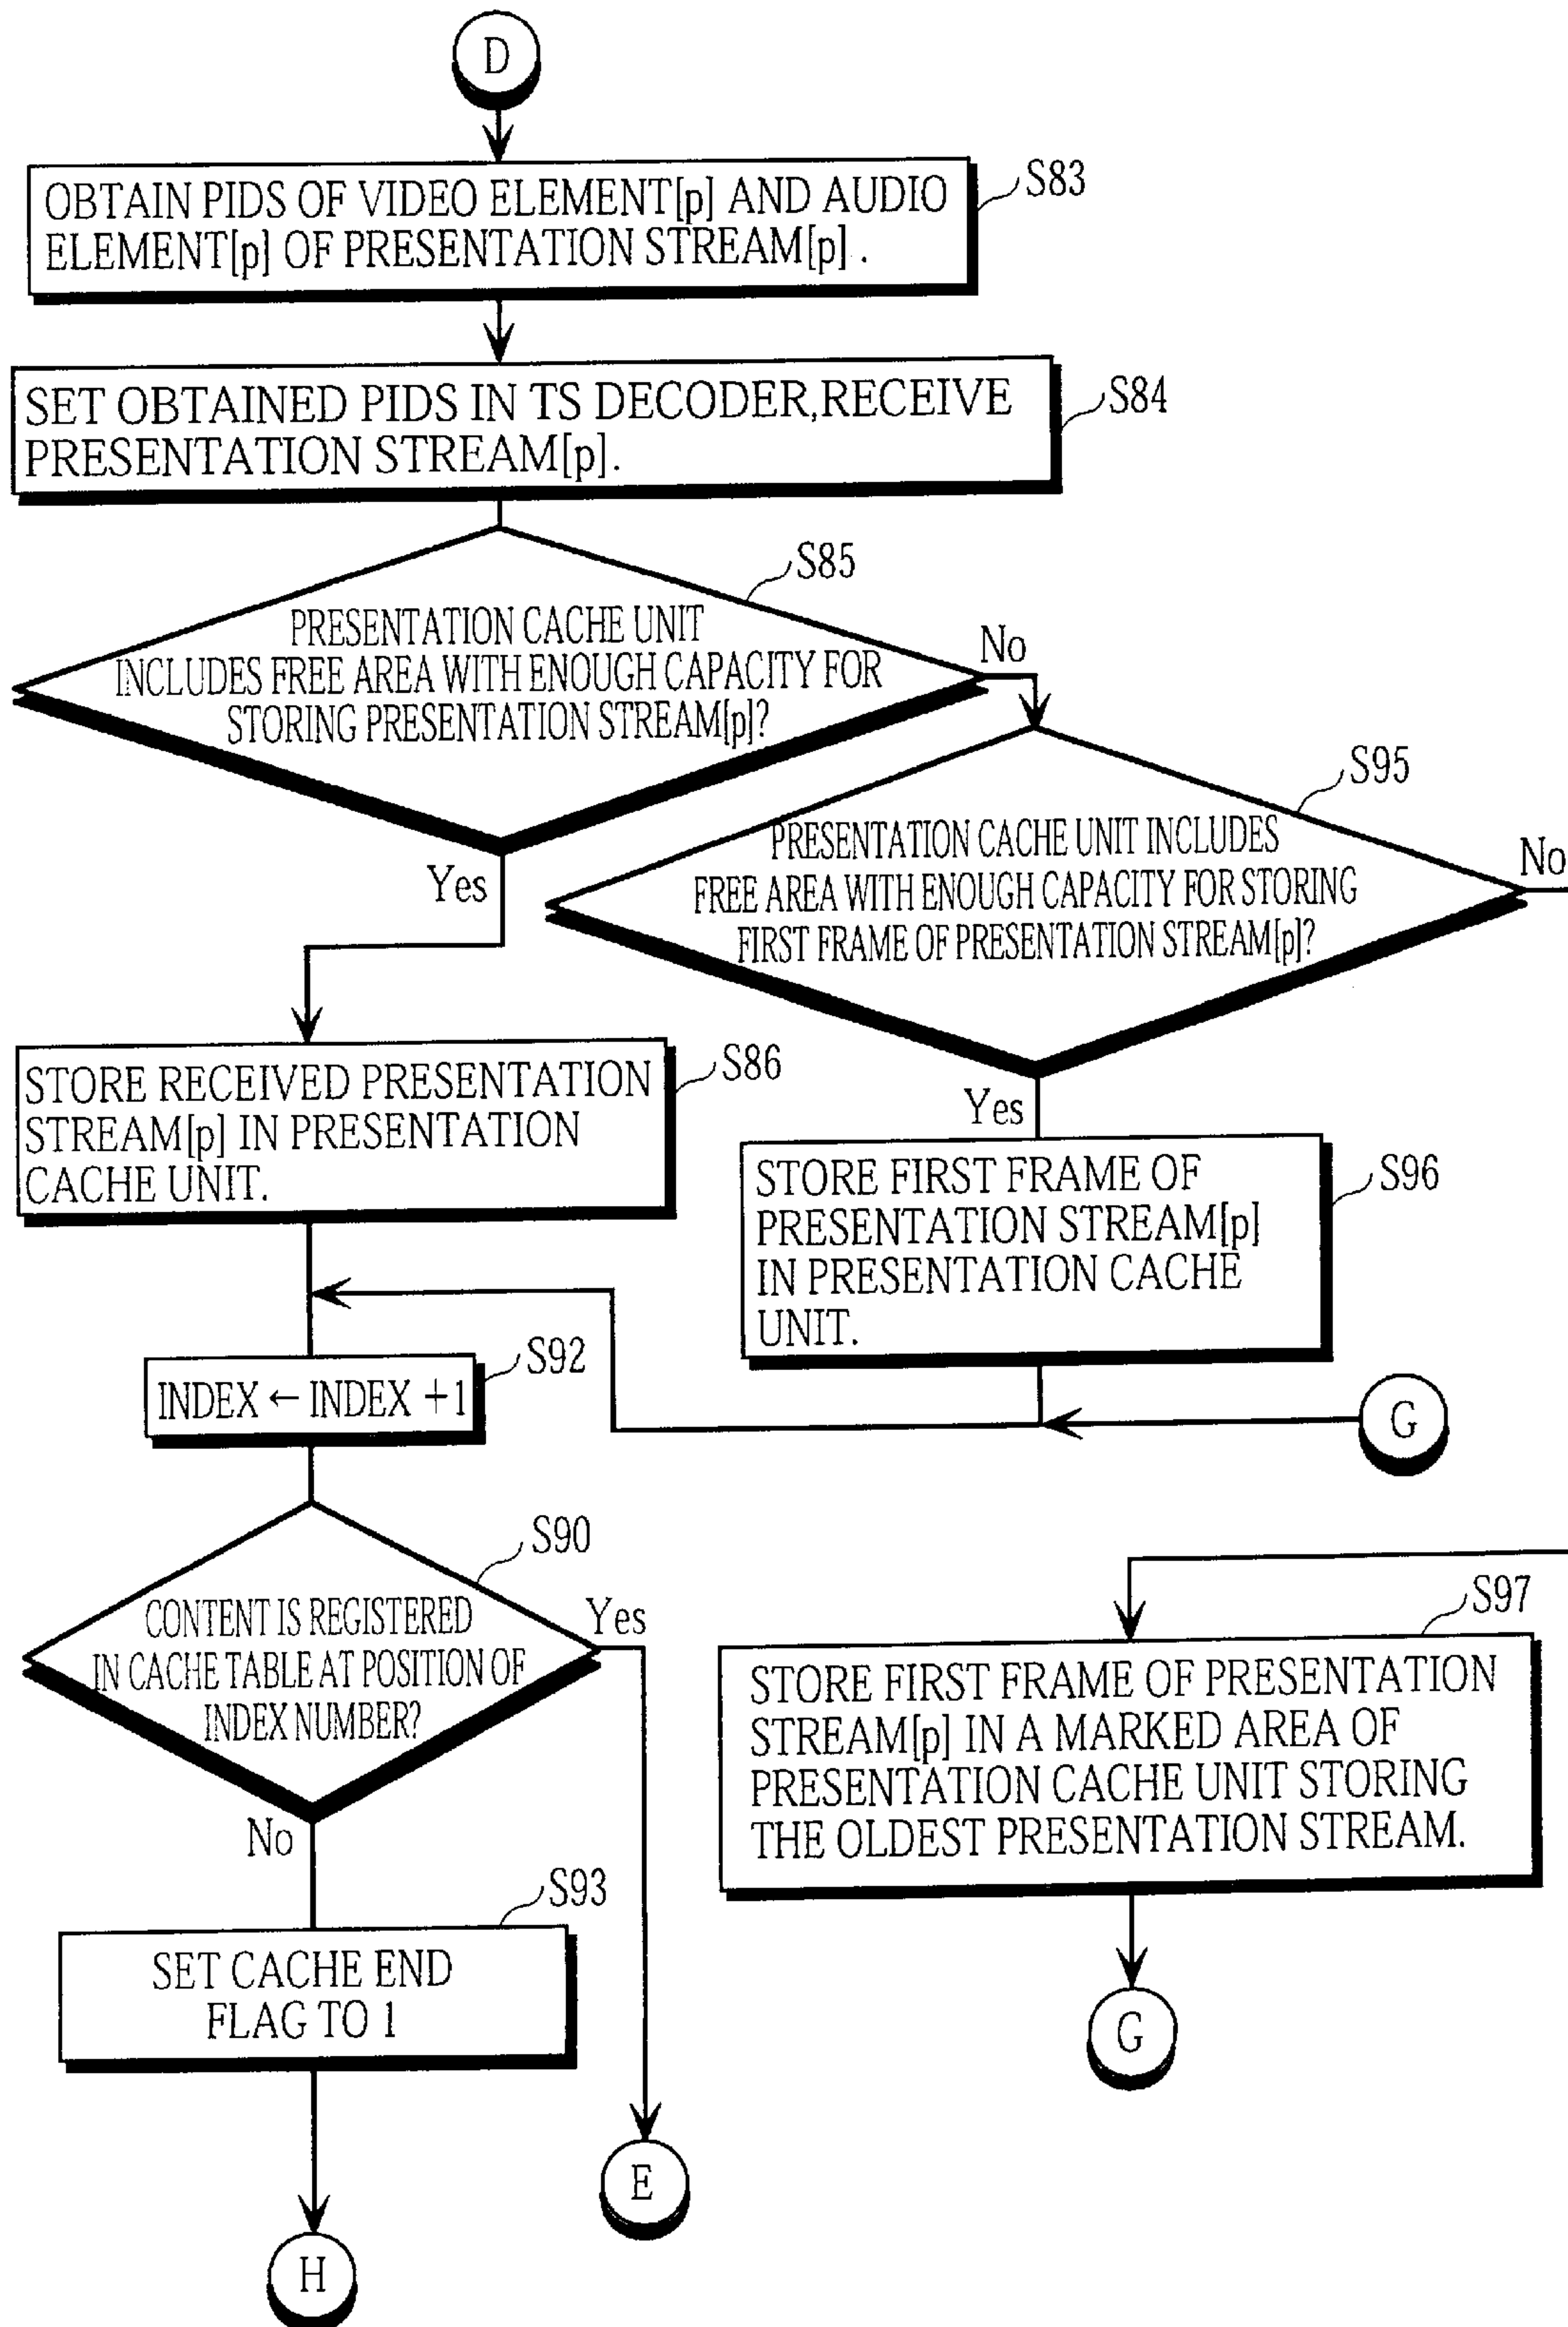 D
S83
OBTAIN PIDS OF VIDEO ELEMENT[p] AND AUDIO
ELEMENT[p] OF PRESENTATION STREAM[p] .
S84
SET OBTAINED PIDS IN TS DECODER,RECEIVE
PRESENTATION STREAM[p].
S85
PRESENTATION CACHE UNIT
INCLUDES FREE AREA WITH ENOUGH CAPACITY FOR
STORING PRESENTATION STREAM[p]?
No
Yes
S95
PRESENTATION CACHE UNIT INCLUDES
FREE AREA WITH ENOUGH CAPACITY FOR STORING
FIRST FRAME OF PRESENTATION STREAM[p]?
No
Yes
S86
STORE RECEIVED PRESENTATION
STREAM[p] IN PRESENTATION
CACHE UNIT.
S96
STORE FIRST FRAME OF
PRESENTATION STREAM[p]
IN PRESENTATION CACHE
UNIT.
S92
INDEX ← INDEX +1
G
S90
CONTENT IS REGISTERED
IN CACHE TABLE AT POSITION OF
INDEX NUMBER?
Yes
No
S97
STORE FIRST FRAME OF PRESENTATION
STREAM[p] IN A MARKED AREA OF
PRESENTATION CACHE UNIT STORING
THE OLDEST PRESENTATION STREAM.
S93
SET CACHE END
FLAG TO 1
G
E
H